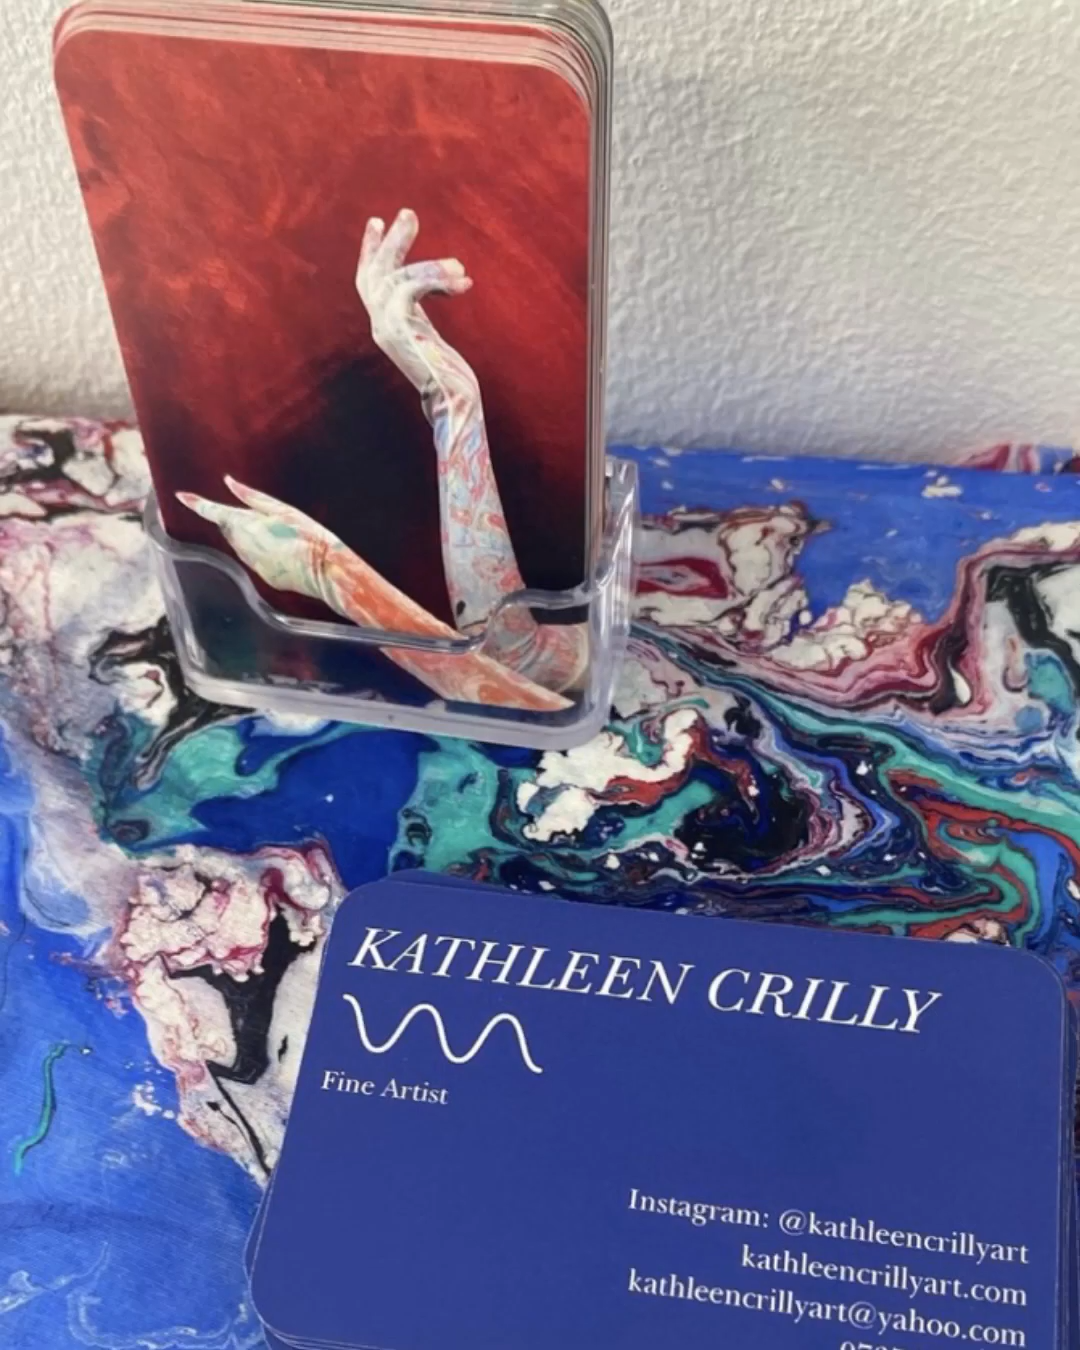 KATHLEEN CRILLY
Fine Artist
Instagram: @kathleencrillyart
kathleencrillyart.com
kathleencrillyart@yahoo.com